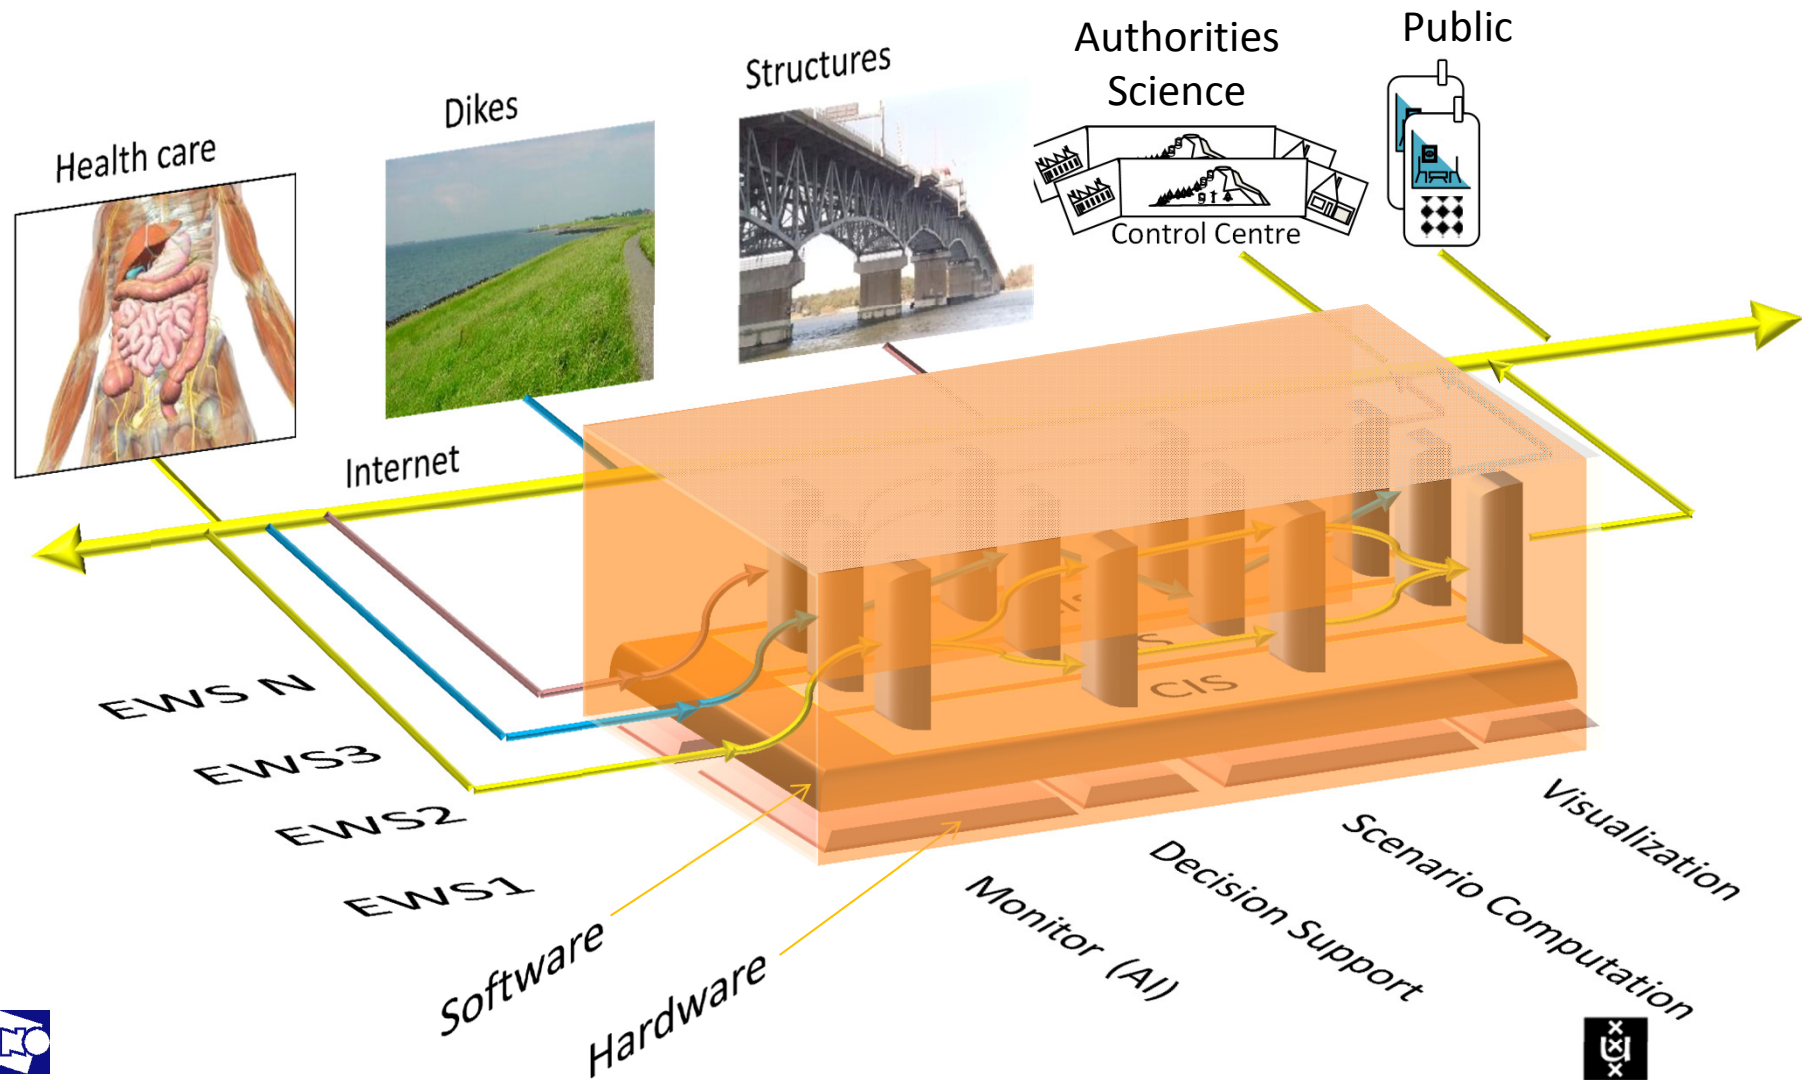 Authorities
Science
Public
Structures
Dikes
Health care
Control Centre
Internet
EWS N
EWS3
EWS2
EWS1
CIS
Software
Hardware
Monitor (AI)
Decision Support
Scenario Computation
Visualization